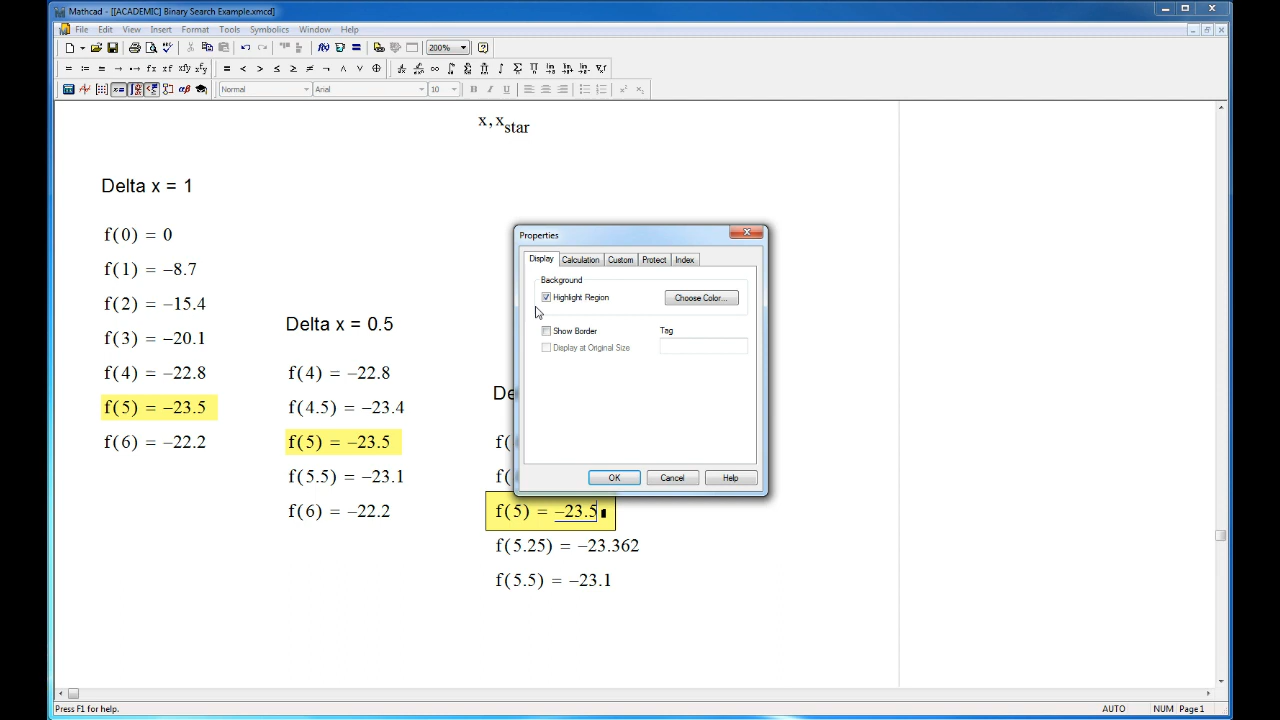 Mathcad - [[ACADEMIC] Binary Search Example.xmcd]
File Edit View Insert Format Tools Symbolics Window Help
200%
Normal Arial 10 B I U
x, x star
Delta x = 1
f(0) = 0
f(1) = −8.7
f(2) = −15.4
f(3) = −20.1
f(4) = −22.8
f(5) = −23.5
f(6) = −22.2
Delta x = 0.5
f(4) = −22.8
f(4.5) = −23.4
f(5) = −23.5
f(5.5) = −23.1
f(6) = −22.2
De
f(
f(
f(5) = −23.5
f(5.25) = −23.362
f(5.5) = −23.1
Properties
Display Calculation Custom Protect Index
Background
Highlight Region Choose Color...
Show Border Tag
Display at Original Size
OK Cancel Help
Press F1 for help. AUTO NUM Page 1